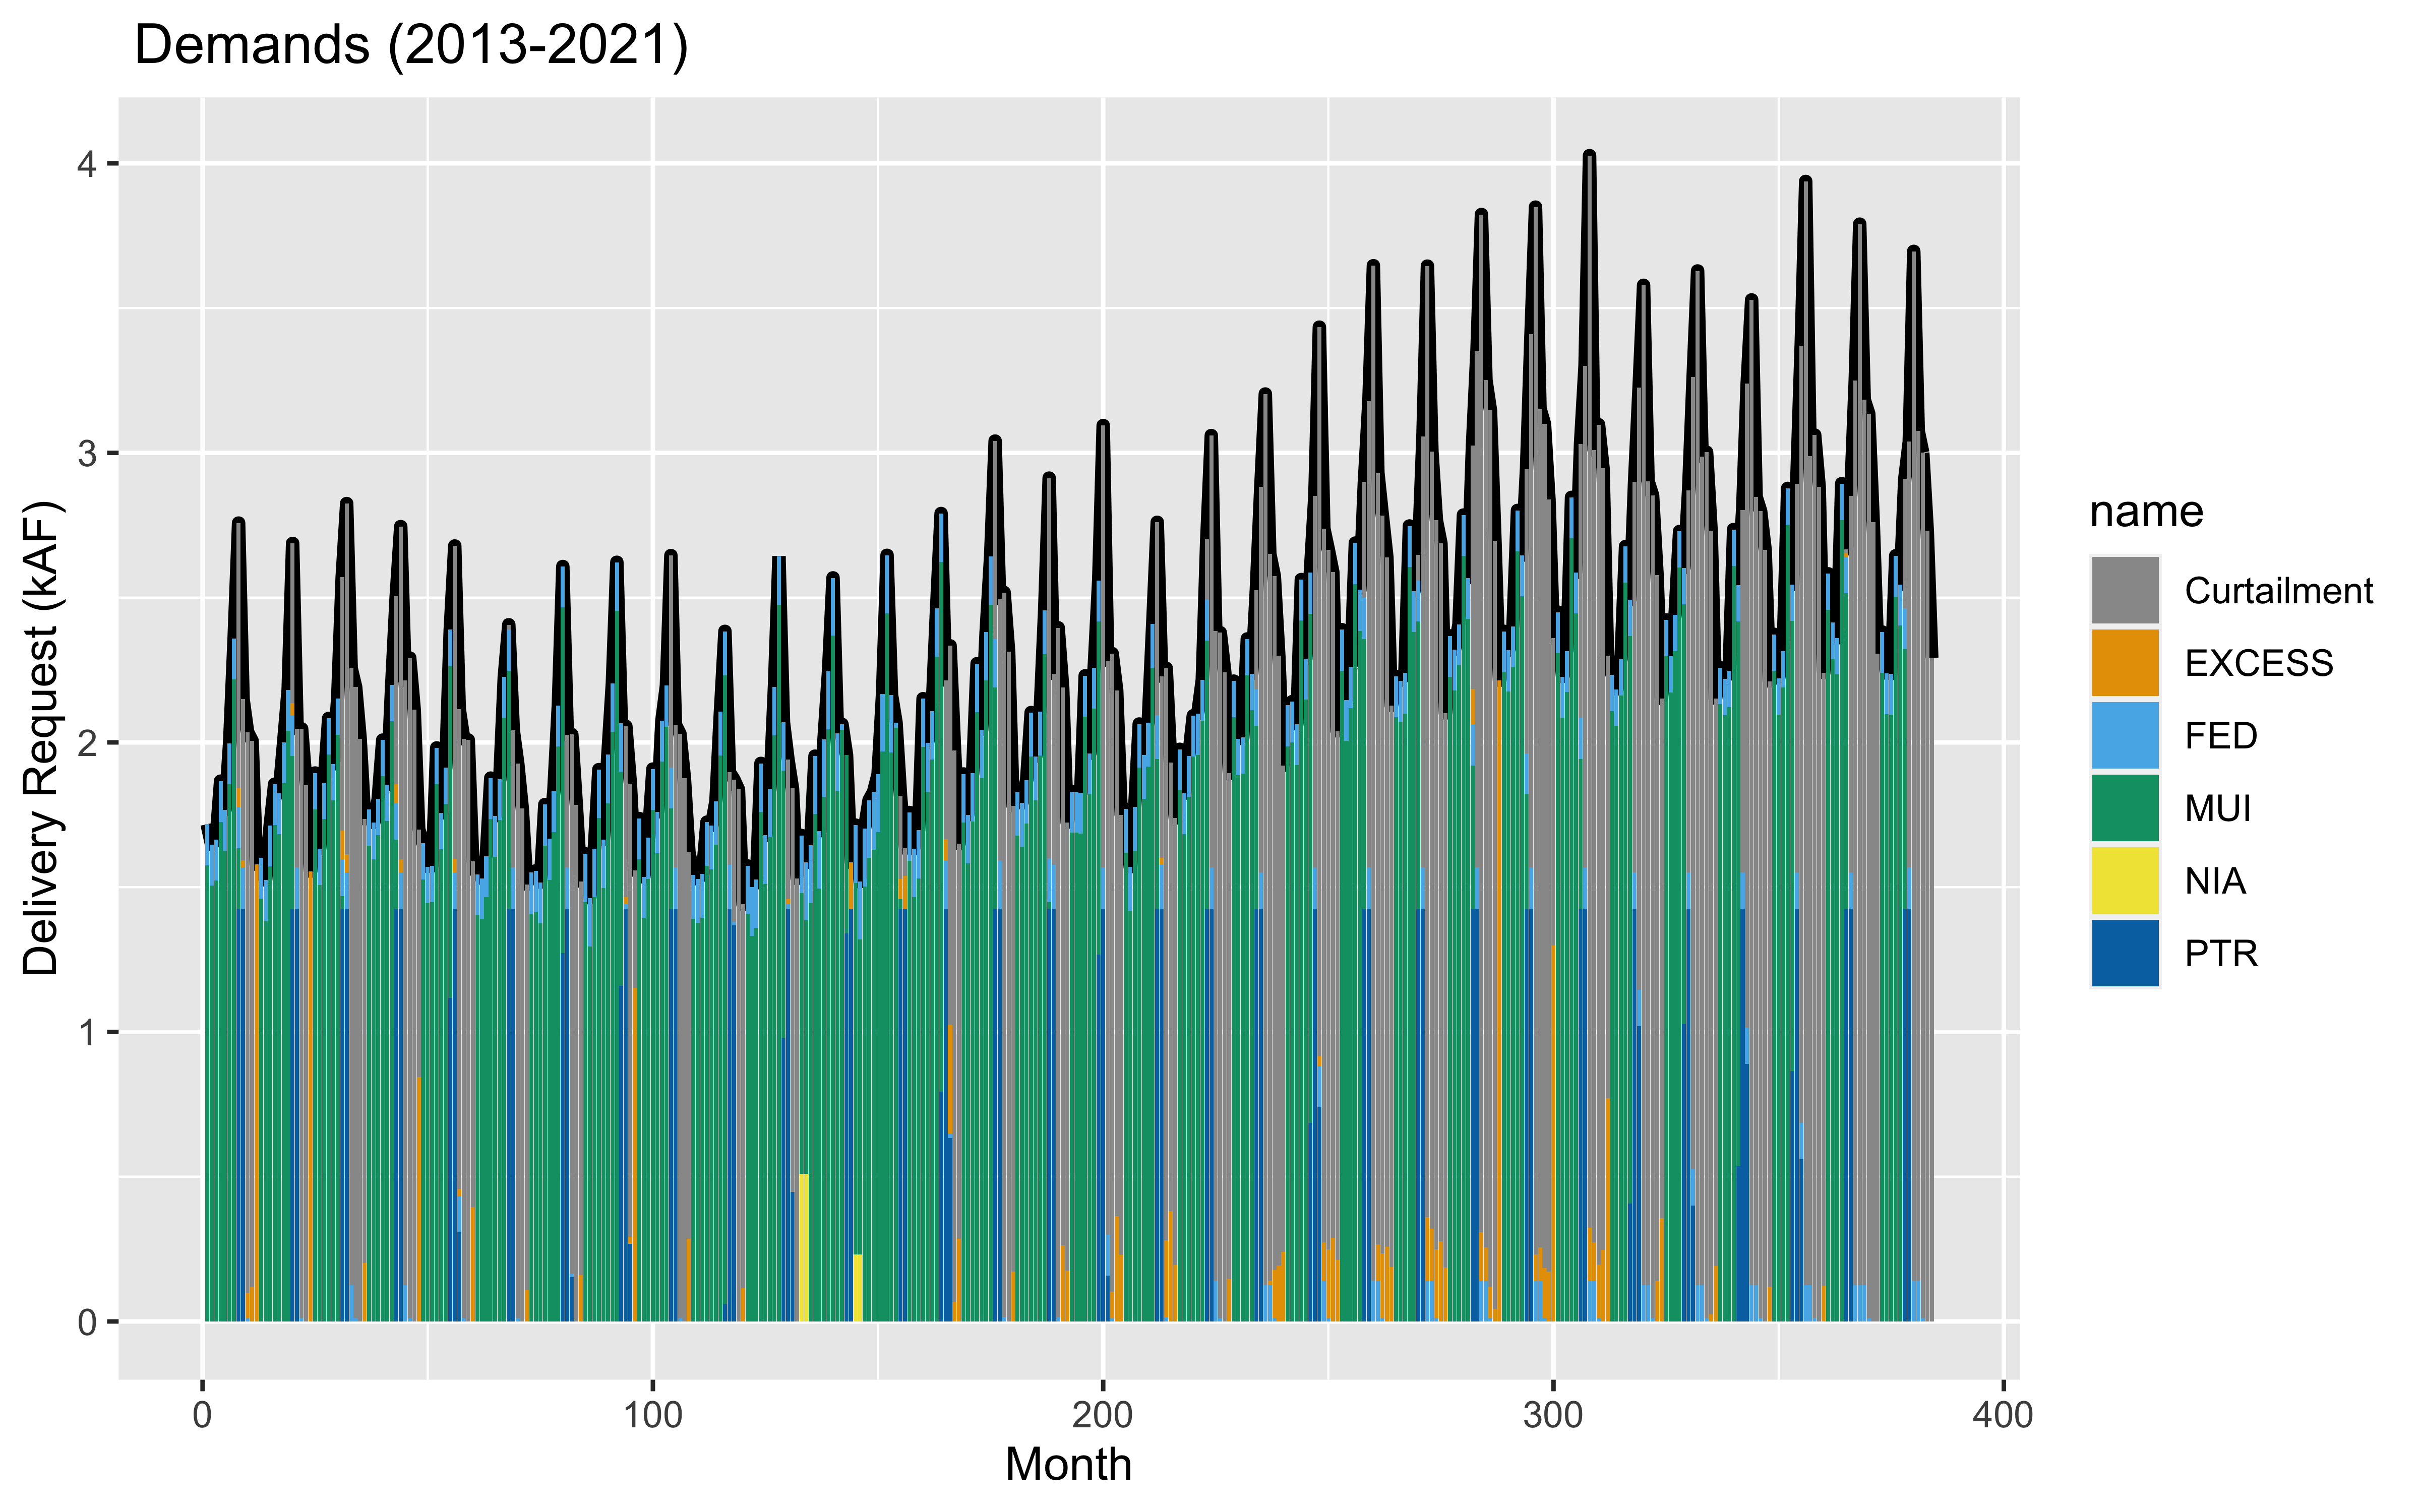 Demands (2013-2021)
4
3
2
1
0
Delivery Request (kAF)
0 100 200 300 400
Month
name
Curtailment
EXCESS
FED
MUI
NIA
PTR